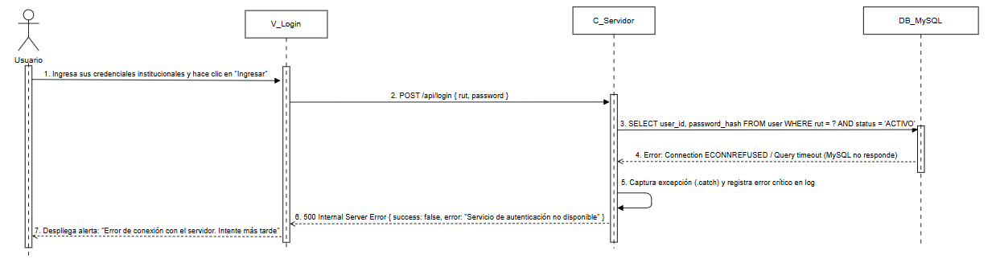 V_Login
C_Servidor
DB_MySQL
Usuario
1. Ingresa sus credenciales institucionales y hace clic en "Ingresar"
2. POST /api/login { rut, password }
3. SELECT user_id, password_hash FROM user WHERE rut = ? AND status = 'ACTIVO'
4. Error: Connection ECONNREFUSED / Query timeout (MySQL no responde)
5. Captura excepción (.catch) y registra error crítico en log
6. 500 Internal Server Error { success: false, error: "Servicio de autenticación no disponible" }
7. Despliega alerta: "Error de conexión con el servidor. Intente más tarde"